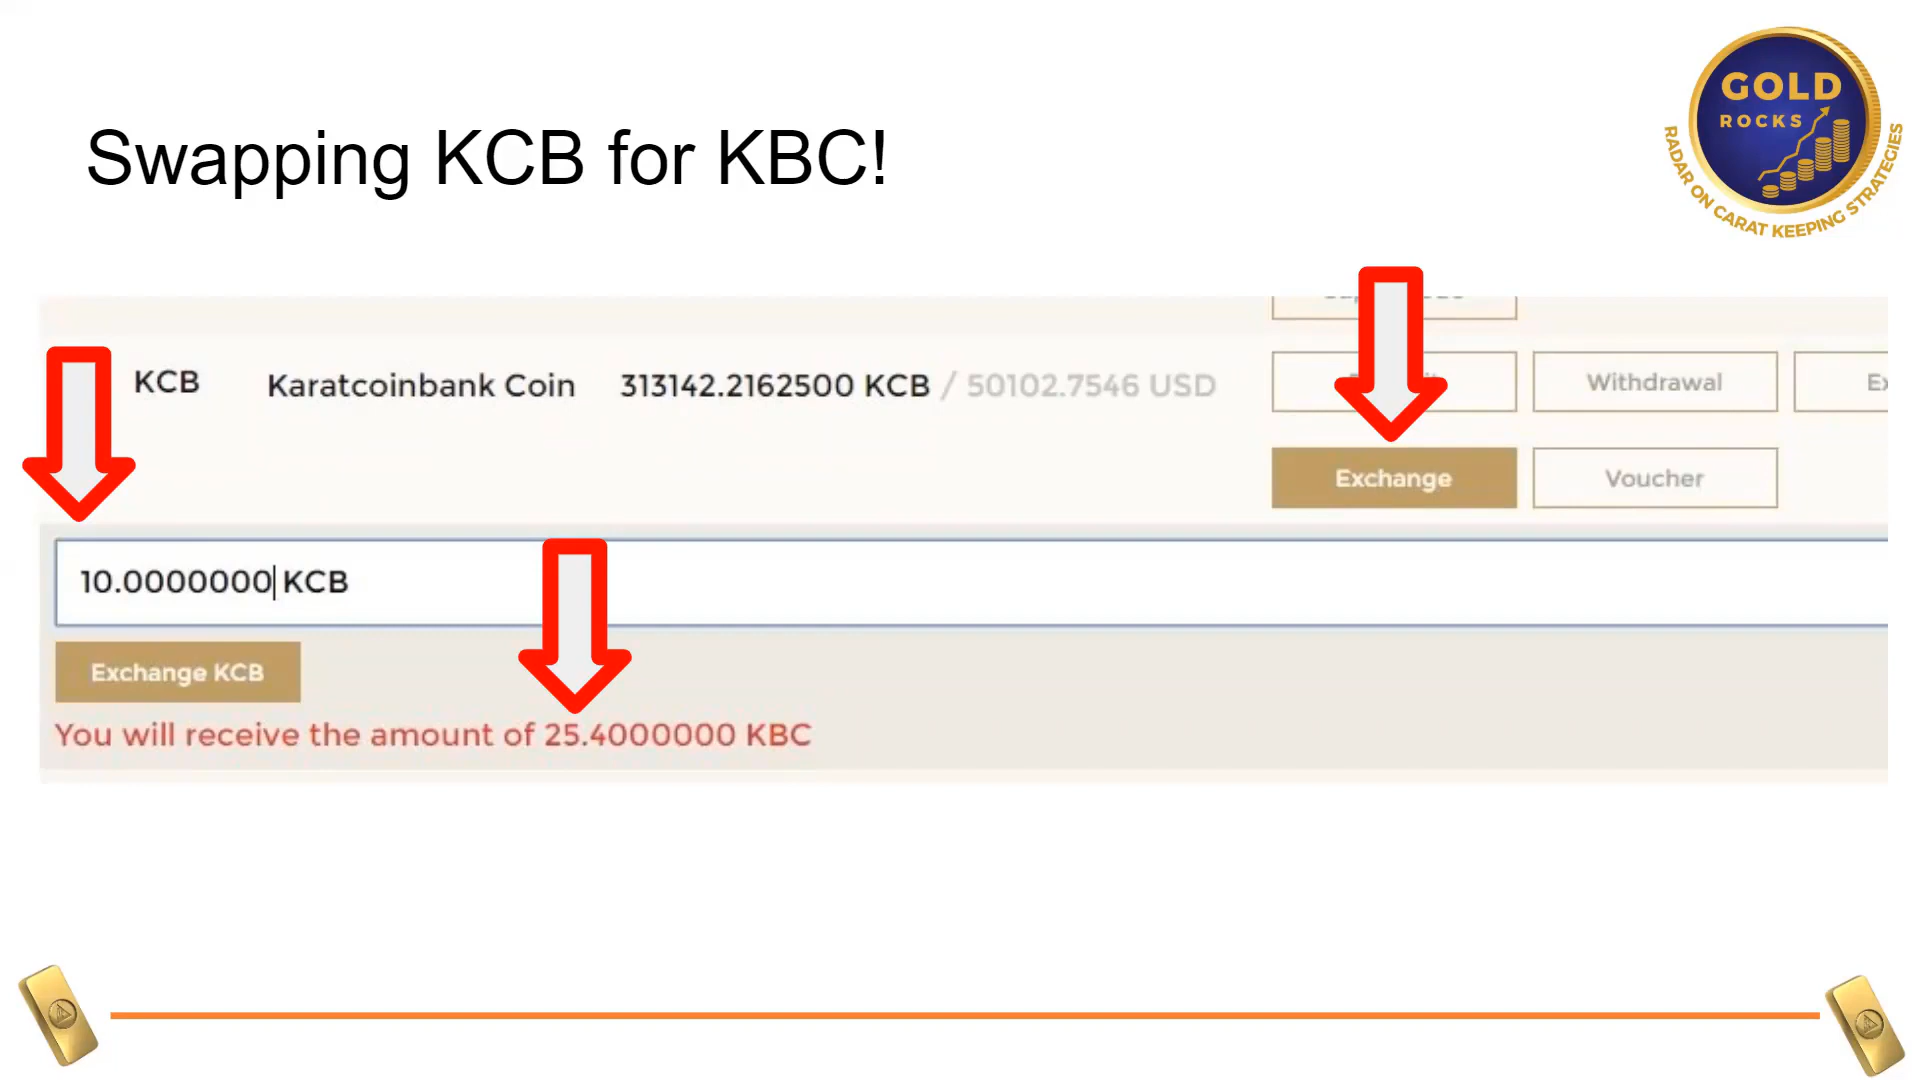 GOLD
ROCKS
RADAR ON CARAT KEEPING STRATEGIES
Swapping KCB for KBC!
KCB Karatcoinbank Coin 313142.2162500 KCB / 50102.7546 USD Withdrawal
Exchange Voucher
10.0000000 KCB
Exchange KCB
You will receive the amount of 25.4000000 KBC